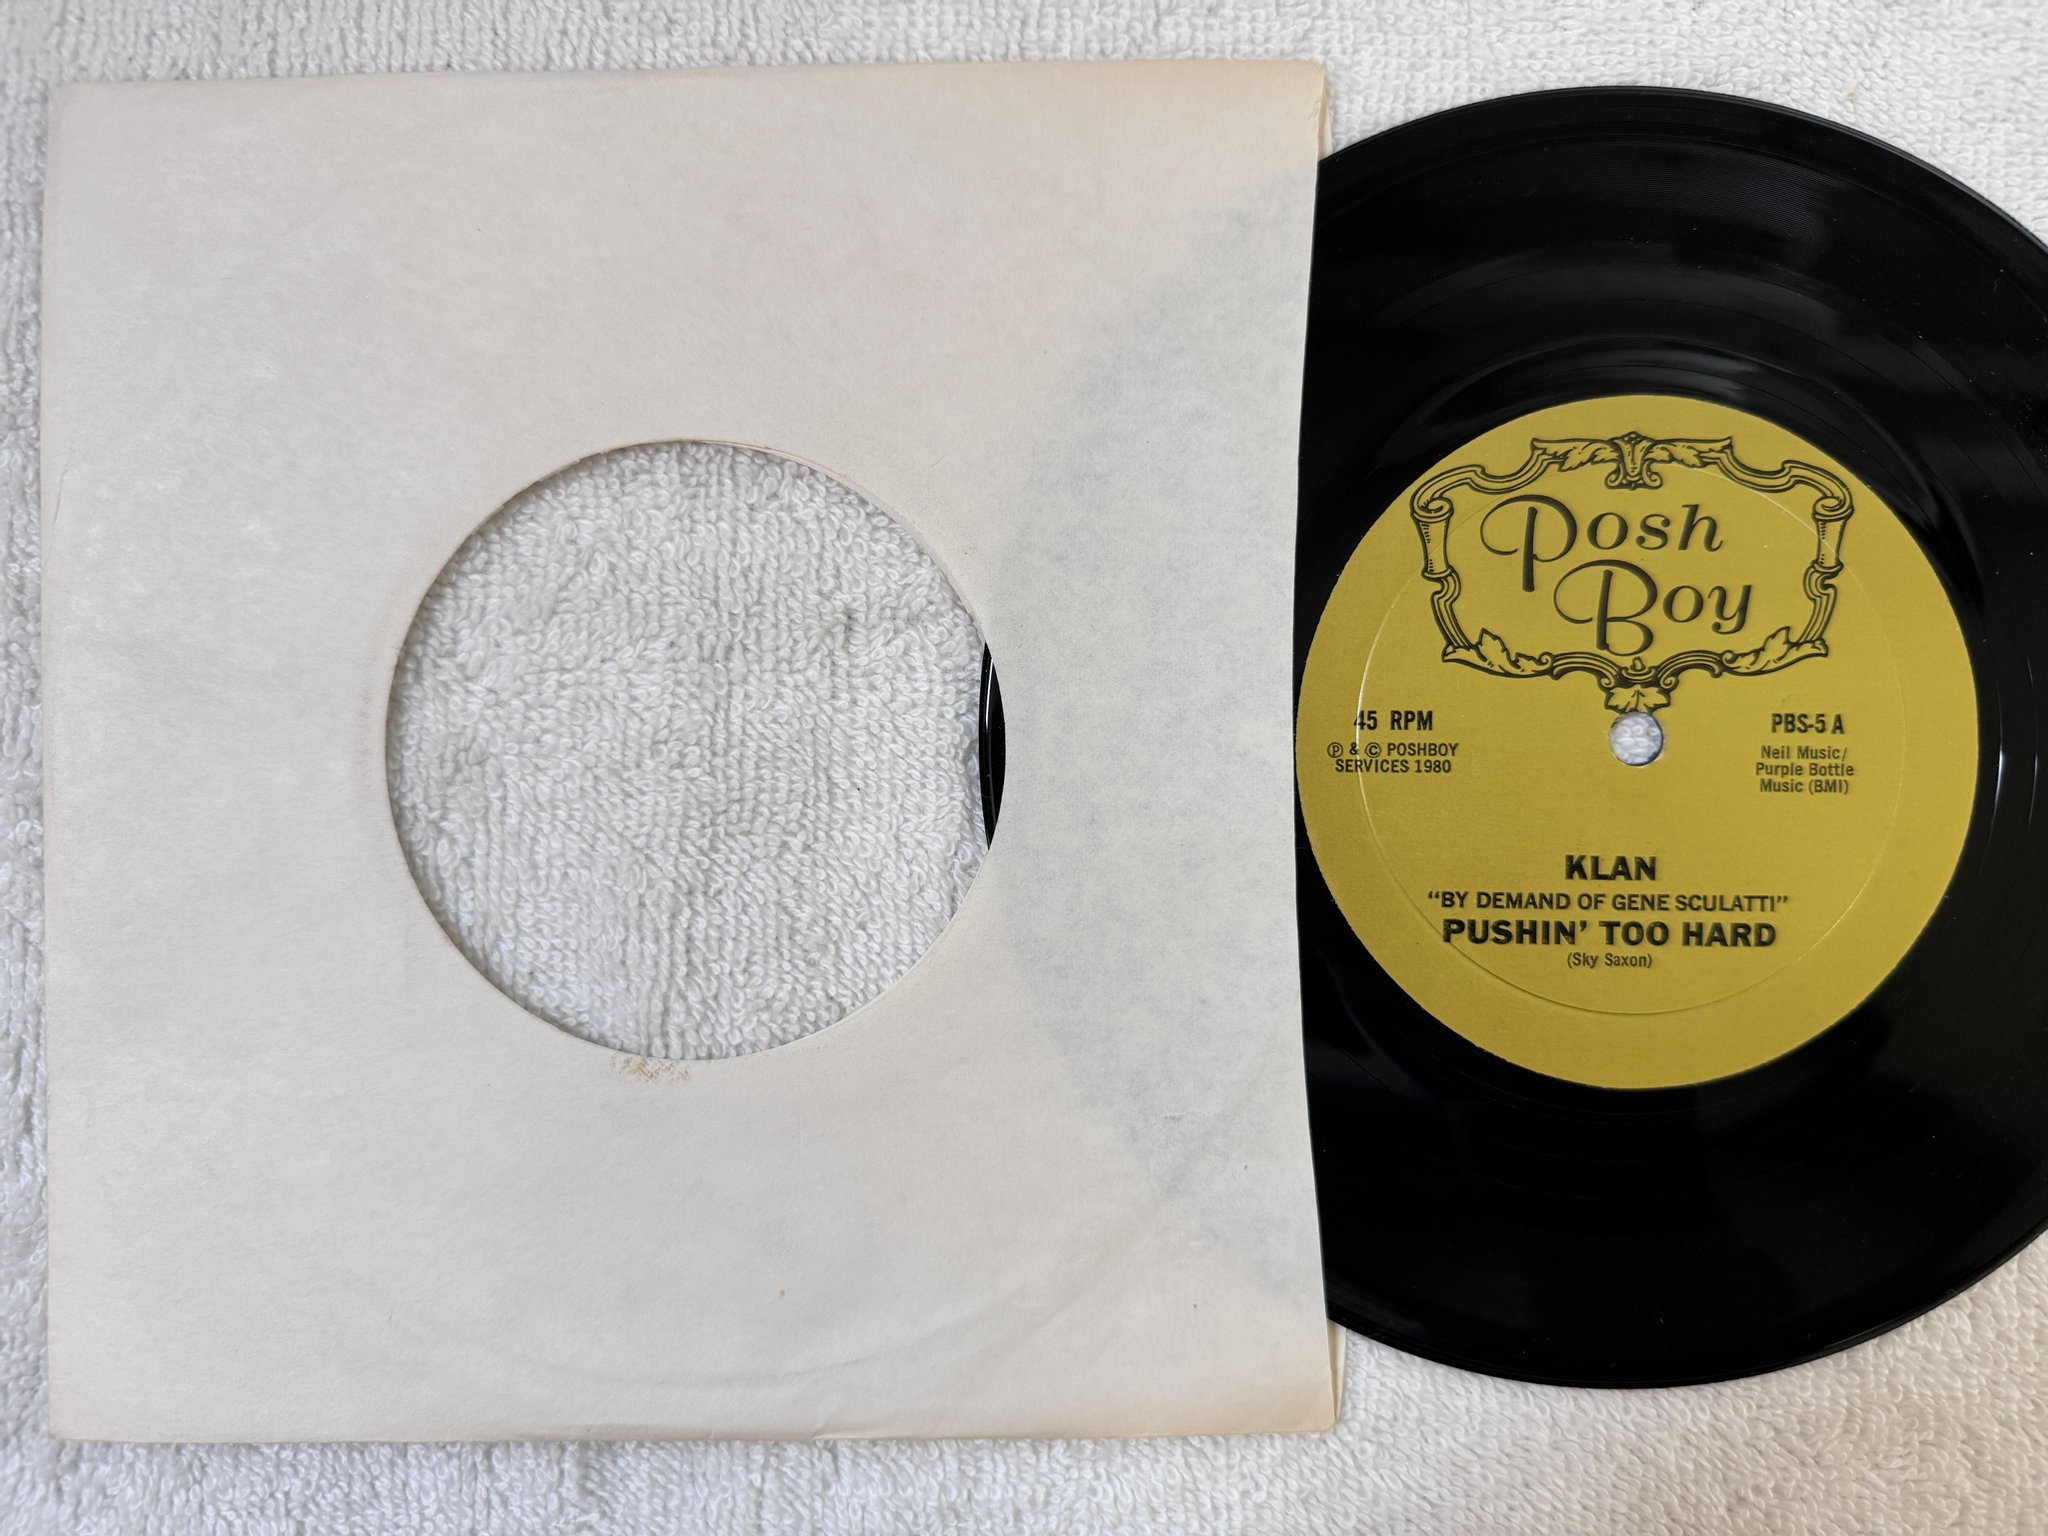 Posh
Boy
45 RPM
℗ & © POSHBOY
SERVICES 1980
PBS-5 A
Neil Music/
Purple Bottle
Music (BMI)
KLAN
"BY DEMAND OF GENE SCULATTI"
PUSHIN' TOO HARD
(Sky Saxon)